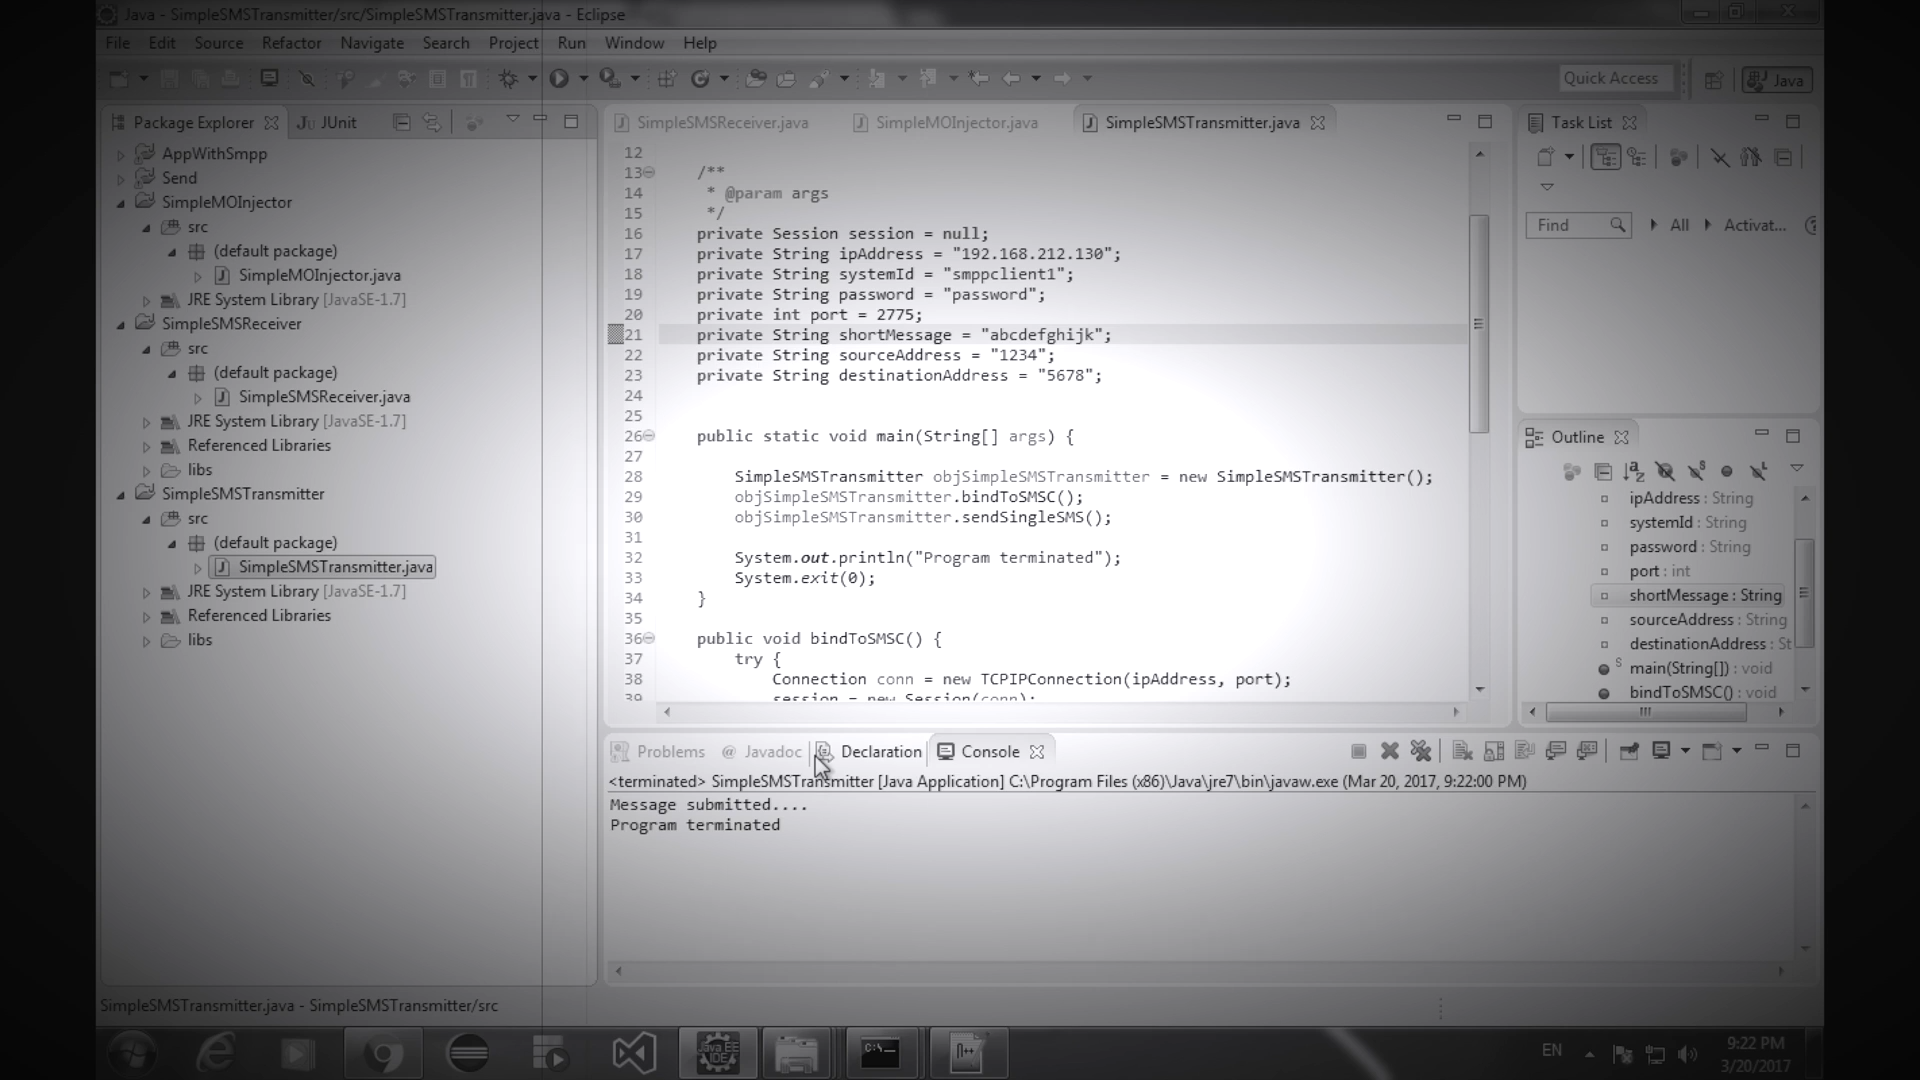 Java - SimpleSMSTransmitter/src/SimpleSMSTransmitter.java - Eclipse
File Edit Source Refactor Navigate Search Project Run Window Help
Quick Access
Java
Package Explorer
JUnit
AppWithSmpp
Send
SimpleMOInjector
src
(default package)
SimpleMOInjector.java
JRE System Library [JavaSE-1.7]
SimpleSMSReceiver
src
(default package)
SimpleSMSReceiver.java
JRE System Library [JavaSE-1.7]
Referenced Libraries
libs
SimpleSMSTransmitter
src
(default package)
SimpleSMSTransmitter.java
JRE System Library [JavaSE-1.7]
Referenced Libraries
libs
SimpleSMSReceiver.java
SimpleMOInjector.java
SimpleSMSTransmitter.java
12
13 /**
14 * @param args
15 */
16 private Session session = null;
17 private String ipAddress = "192.168.212.130";
18 private String systemId = "smppclient1";
19 private String password = "password";
20 private int port = 2775;
21 private String shortMessage = "abcdefghijk";
22 private String sourceAddress = "1234";
23 private String destinationAddress = "5678";
24
25
26 public static void main(String[] args) {
27
28 SimpleSMSTransmitter objSimpleSMSTransmitter = new SimpleSMSTransmitter();
29 objSimpleSMSTransmitter.bindToSMSC();
30 objSimpleSMSTransmitter.sendSingleSMS();
31
32 System.out.println("Program terminated");
33 System.exit(0);
34 }
35
36 public void bindToSMSC() {
37 try {
38 Connection conn = new TCPIPConnection(ipAddress, port);
39 session = new Session(conn);
Task List
Find
All
Activat...
Outline
ipAddress : String
systemId : String
password : String
port : int
shortMessage : String
sourceAddress : String
destinationAddress : St
main(String[]) : void
bindToSMSC() : void
Problems
@ Javadoc
Declaration
Console
<terminated> SimpleSMSTransmitter [Java Application] C:\Program Files (x86)\Java\jre7\bin\javaw.exe (Mar 20, 2017, 9:22:00 PM)
Message submitted....
Program terminated
SimpleSMSTransmitter.java - SimpleSMSTransmitter/src
Java EE
IDE
C:\
EN
9:22 PM
3/20/2017